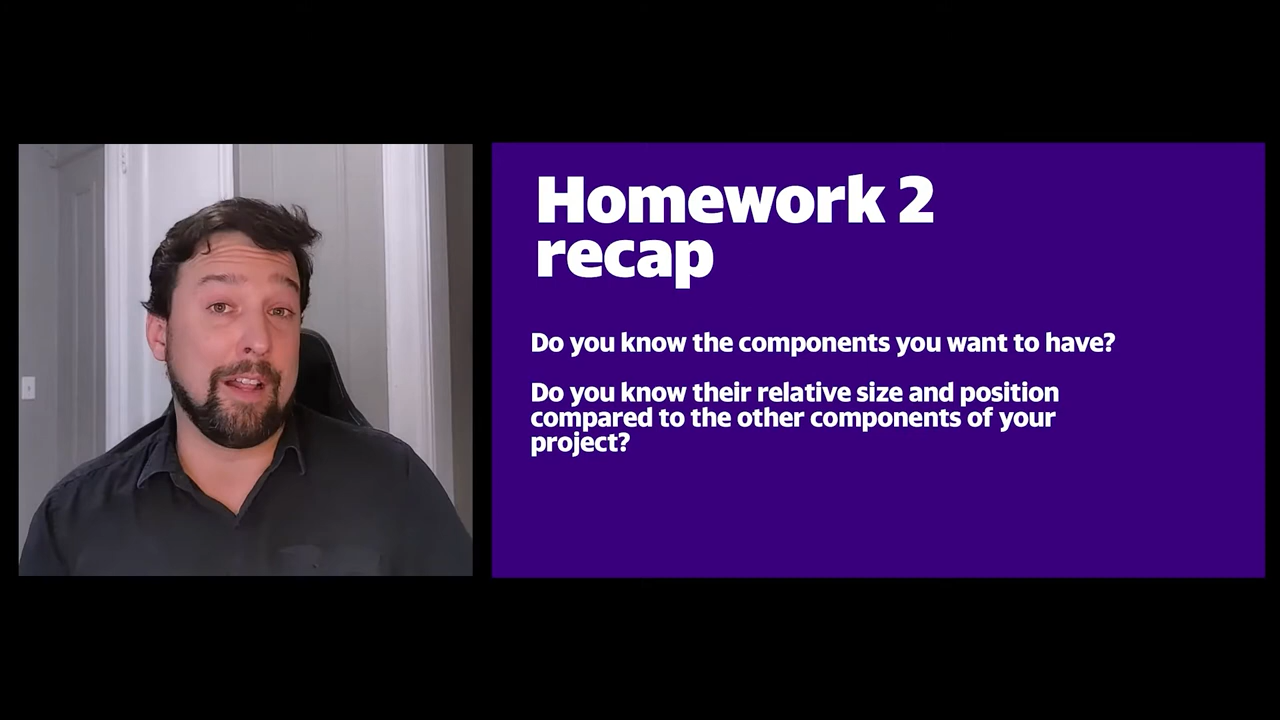 Homework 2
recap
Do you know the components you want to have?
Do you know their relative size and position
compared to the other components of your
project?